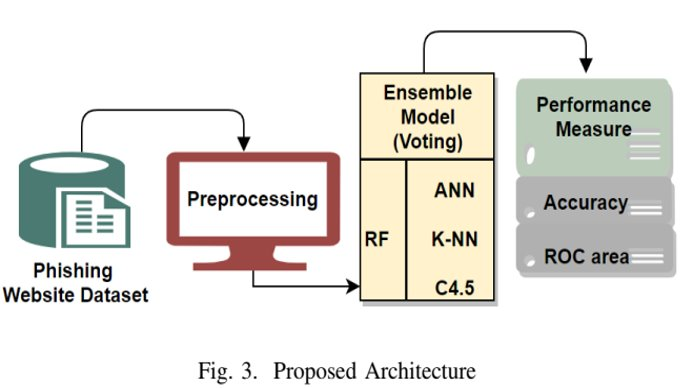 Phishing
Website Dataset
Preprocessing
Ensemble
Model
(Voting)
RF
ANN
K-NN
C4.5
Performance
Measure
Accuracy
ROC area
Fig. 3. Proposed Architecture